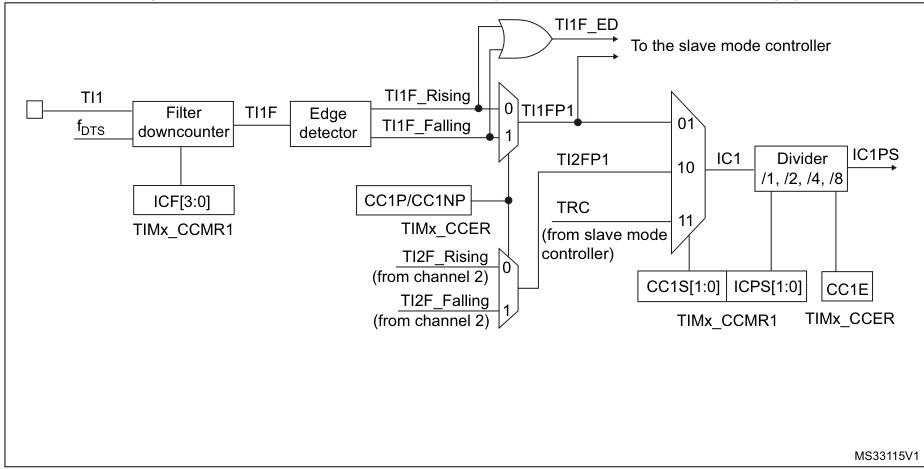 TI1F_ED
To the slave mode controller
TI1
fDTS
Filter
downcounter
TI1F
Edge
detector
TI1F_Rising
TI1F_Falling
0
1
TI1FP1
01
TI2FP1
10
IC1
Divider
/1, /2, /4, /8
IC1PS
ICF[3:0]
TIMx_CCMR1
CC1P/CC1NP
TIMx_CCER
TRC
11
(from slave mode
controller)
TI2F_Rising
(from channel 2)
0
TI2F_Falling
(from channel 2)
1
CC1S[1:0]
ICPS[1:0]
CC1E
TIMx_CCMR1
TIMx_CCER
MS33115V1